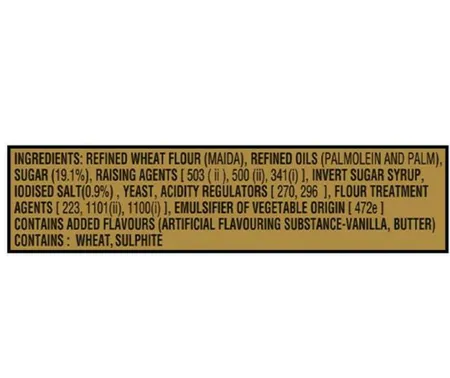 INGREDIENTS: REFINED WHEAT FLOUR (MAIDA), REFINED OILS (PALMOLEIN AND PALM),
SUGAR (19.1%), RAISING AGENTS [ 503 ( ii ), 500 (ii), 341(i) ], INVERT SUGAR SYRUP,
IODISED SALT(0.9%) , YEAST, ACIDITY REGULATORS [ 270, 296 ], FLOUR TREATMENT
AGENTS [ 223, 1101(ii), 1100(i) ], EMULSIFIER OF VEGETABLE ORIGIN [ 472e ]
CONTAINS ADDED FLAVOURS (ARTIFICIAL FLAVOURING SUBSTANCE-VANILLA, BUTTER)
CONTAINS : WHEAT, SULPHITE